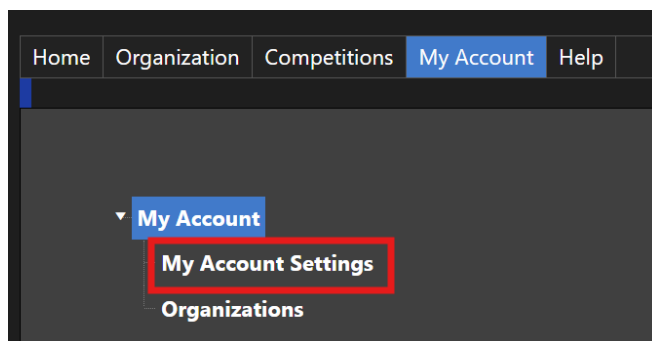 Home Organization Competitions My Account Help
My Account
My Account Settings
Organizations